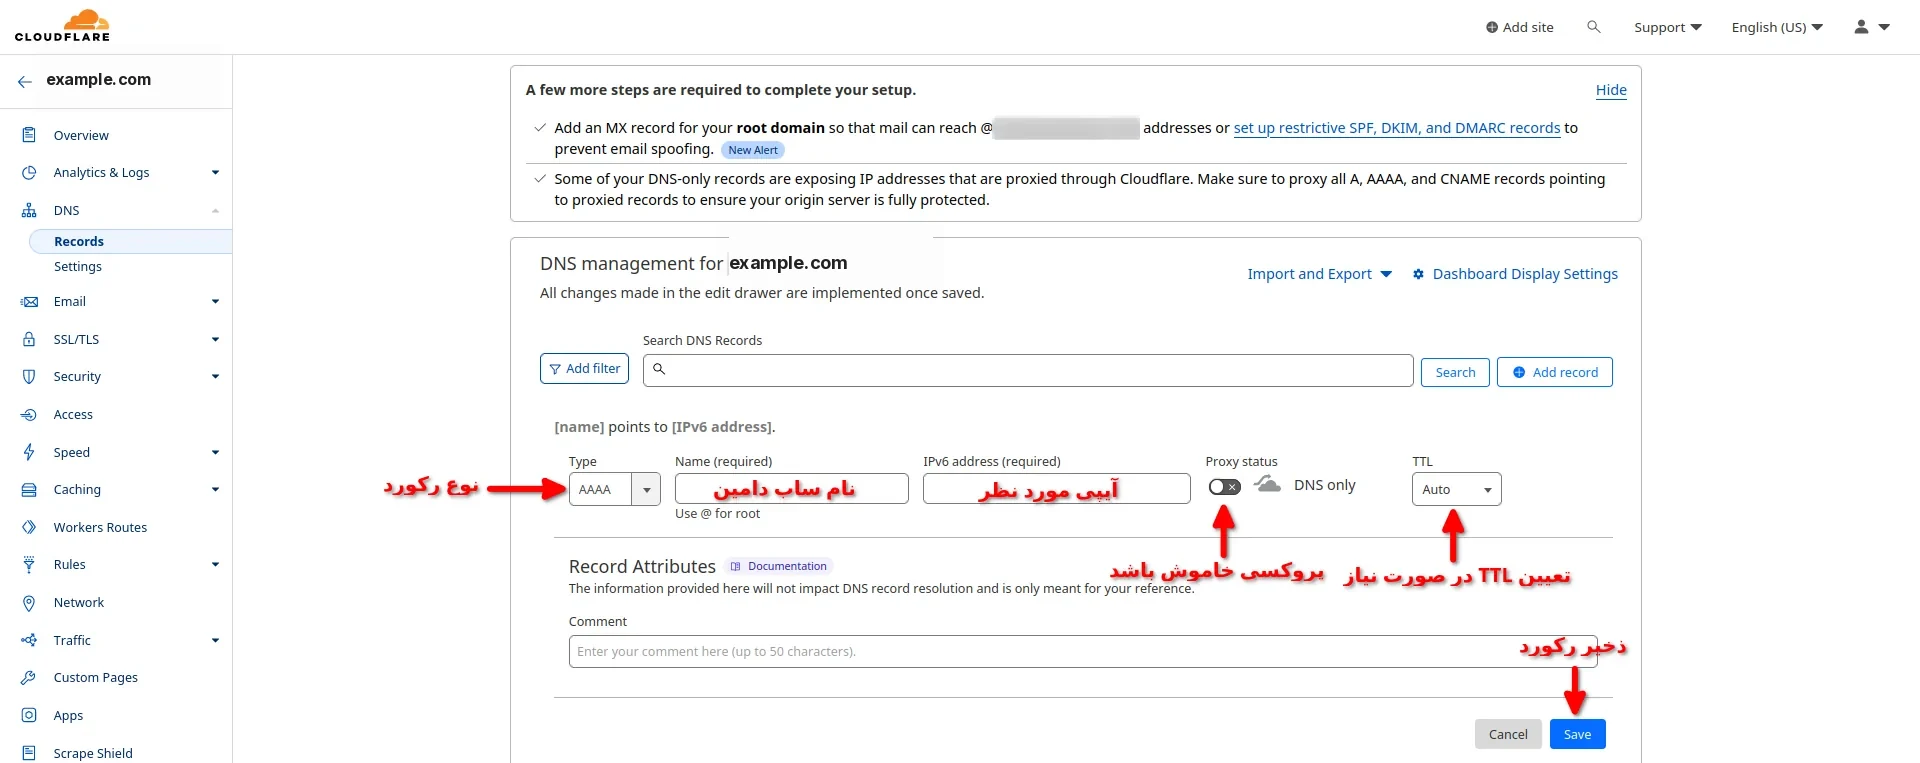 CLOUDFLARE
Add site
Support
English (US)
example.com
Overview
Analytics & Logs
DNS
Records
Settings
Email
SSL/TLS
Security
Access
Speed
Caching
Workers Routes
Rules
Network
Traffic
Custom Pages
Apps
Scrape Shield
A few more steps are required to complete your setup.
Hide
Add an MX record for your root domain so that mail can reach @ addresses or set up restrictive SPF, DKIM, and DMARC records to
prevent email spoofing. New Alert
Some of your DNS-only records are exposing IP addresses that are proxied through Cloudflare. Make sure to proxy all A, AAAA, and CNAME records pointing
to proxied records to ensure your origin server is fully protected.
DNS management for example.com
Import and Export
Dashboard Display Settings
All changes made in the edit drawer are implemented once saved.
Search DNS Records
Add filter
Search
Add record
[name] points to [IPv6 address].
Type
Name (required)
IPv6 address (required)
Proxy status
TTL
نوع رکورد
AAAA
نام ساب دامین
آیپی مورد نظر
DNS only
Auto
Use @ for root
پروکسی خاموش باشد
تعیین TTL در صورت نیاز
Record Attributes
Documentation
The information provided here will not impact DNS record resolution and is only meant for your reference.
Comment
Enter your comment here (up to 50 characters).
ذخیر رکورد
Cancel
Save